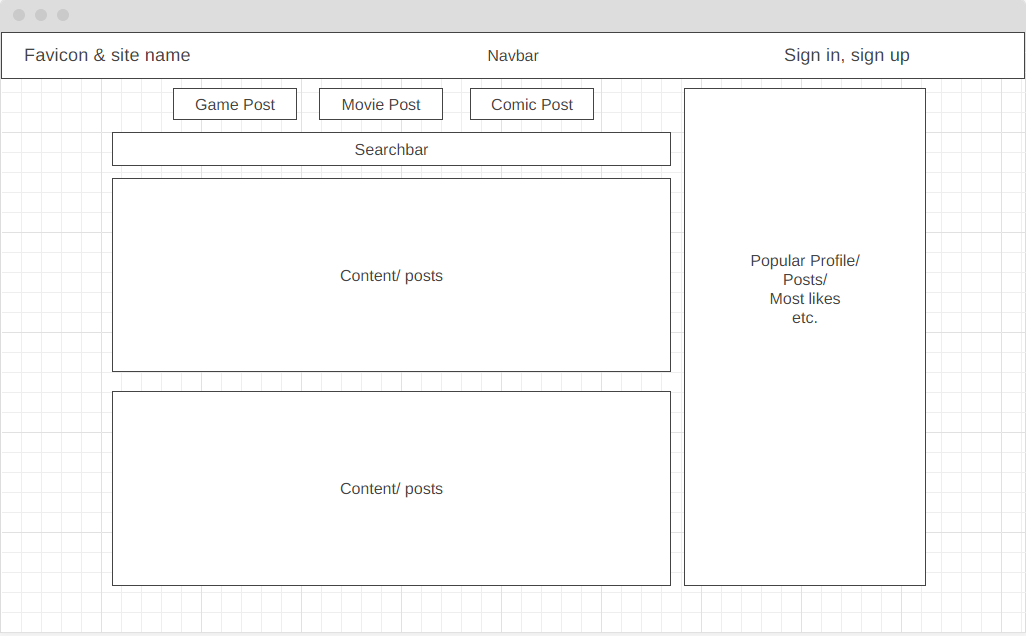 Favicon & site name
Navbar
Sign in, sign up
Game Post
Movie Post
Comic Post
Searchbar
Content/ posts
Popular Profile/
Posts/
Most likes
etc.
Content/ posts